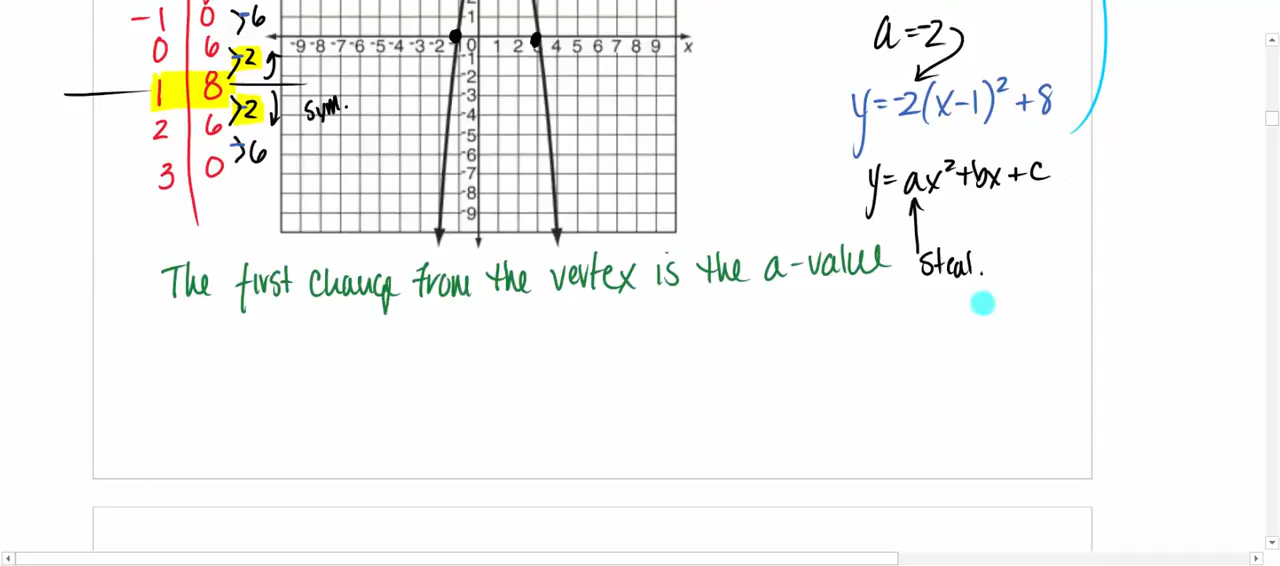 -1 0 >-6
0 6 >-2
1 8
2 6 >-2
3 0 >-6
sym.
-9 -8 -7 -6 -5 -4 -3 -2 0 1 2 4 5 6 7 8 9 x
1
-1
-2
-3
-4
-5
-6
-7
-8
-9
a=-2
y=-2(x-1)²+8
y=ax²+bx+c
The first change from the vertex is the a-value
steal.